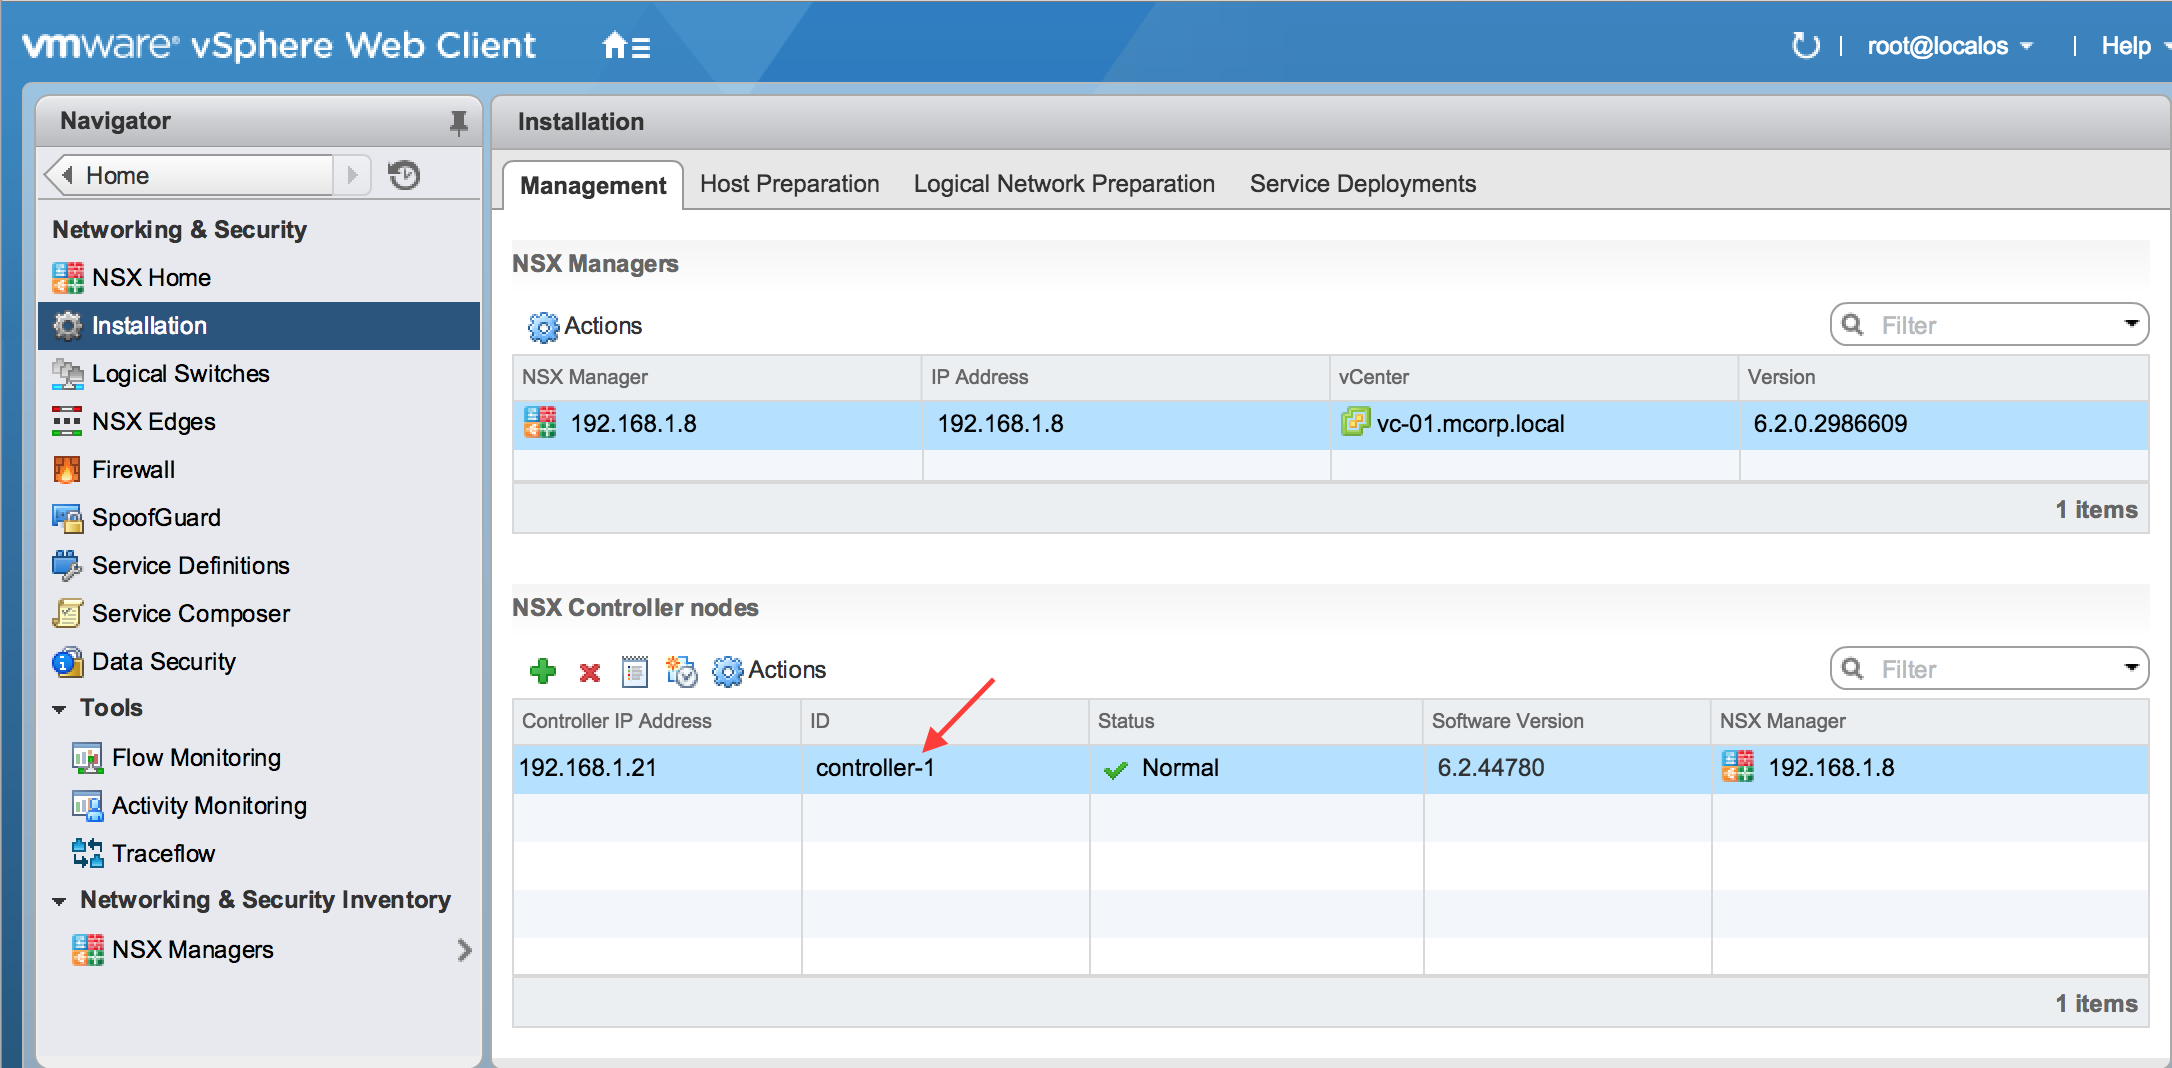 vmware® vSphere Web Client
root@localos
Help
Navigator
Home
Networking & Security
NSX Home
Installation
Logical Switches
NSX Edges
Firewall
SpoofGuard
Service Definitions
Service Composer
Data Security
Tools
Flow Monitoring
Activity Monitoring
Traceflow
Networking & Security Inventory
NSX Managers
Installation
Management Host Preparation Logical Network Preparation Service Deployments
NSX Managers
Actions Filter
NSX Manager IP Address vCenter Version
192.168.1.8 192.168.1.8 vc-01.mcorp.local 6.2.0.2986609
1 items
NSX Controller nodes
Actions Filter
Controller IP Address ID Status Software Version NSX Manager
192.168.1.21 controller-1 Normal 6.2.44780 192.168.1.8
1 items